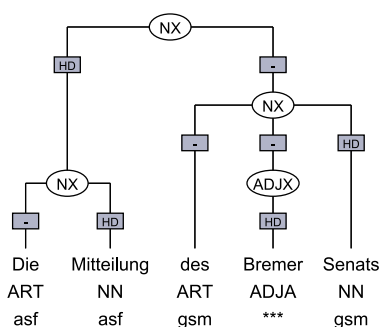 NX
HD -
NX
- - HD
NX ADJX
- HD HD
Die Mitteilung des Bremer Senats
ART NN ART ADJA NN
asf asf gsm *** gsm